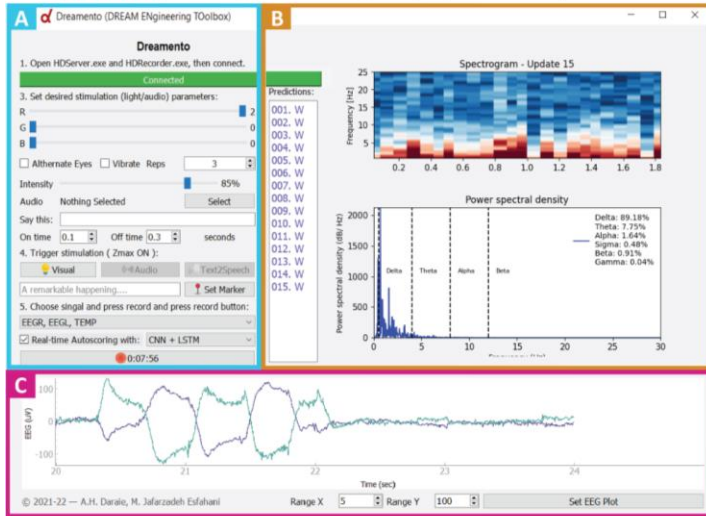 A
Dreamento (DREAM ENgineering TOolbox)
Dreamento
1. Open HDServer.exe and HDRecorder.exe, then connect.
Connected
3. Set desired stimulation (light/audio) parameters:
R 2
G 0
B 0
Althernate Eyes Vibrate Reps 3
Intensity 85%
Audio Nothing Selected Select
Say this:
On time 0.1 Off time 0.3 seconds
4. Trigger stimulation ( Zmax ON ):
Visual Audio Text2Speech
A remarkable happening.... Set Marker
5. Choose singal and press record and press record button:
EEGR, EEGL, TEMP
Real-time Autoscoring with: CNN + LSTM
0:07:56
B
Predictions:
001. W
002. W
003. W
004. W
005. W
006. W
007. W
008. W
009. W
010. W
011. W
012. W
013. W
014. W
015. W
Spectrogram - Update 15
Frequency [Hz]
25
20
15
10
5
0.2 0.4 0.6 0.8 1.0 1.2 1.4 1.6 1.8
Power spectral density
Power spectral density (dB/ Hz)
2000
1500
1000
500
0
Delta Theta Alpha Beta
Delta: 89.18%
Theta: 7.75%
Alpha: 1.64%
Sigma: 0.48%
Beta: 0.91%
Gamma: 0.04%
0 5 10 15 20 25 30
C
EEG (uV)
100
0
-100
20 21 22 23 24
Time (sec)
© 2021-22 — A.H. Daraie, M. Jafarzadeh Esfahani
Range X 5 Range Y 100 Set EEG Plot